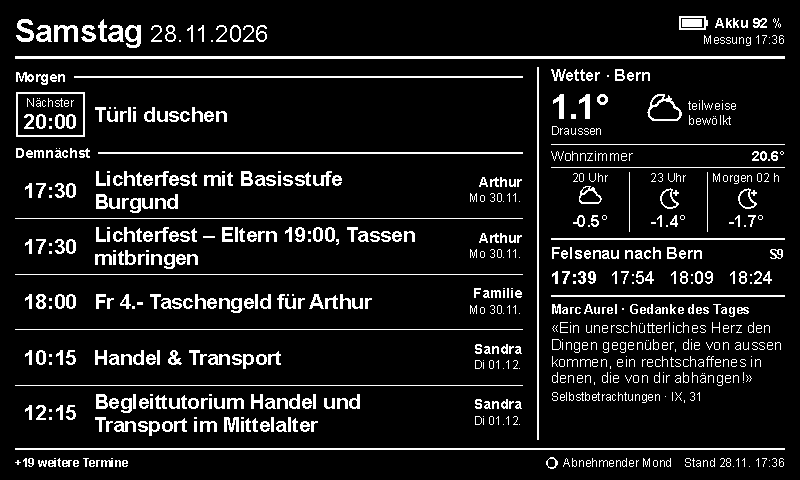 Samstag 28.11.2026
Akku 92 %
Messung 17:36
Morgen
Nächster
20:00
Türli duschen
Demnächst
17:30
Lichterfest mit Basisstufe
Burgund
Arthur
Mo 30.11.
17:30
Lichterfest – Eltern 19:00, Tassen
mitbringen
Arthur
Mo 30.11.
18:00
Fr 4.- Taschengeld für Arthur
Familie
Mo 30.11.
10:15
Handel & Transport
Sandra
Di 01.12.
12:15
Begleittutorium Handel und
Transport im Mittelalter
Sandra
Di 01.12.
+19 weitere Termine
Wetter · Bern
1.1°
Draussen
teilweise
bewölkt
Wohnzimmer 20.6°
20 Uhr 23 Uhr Morgen 02 h
-0.5° -1.4° -1.7°
Felsenau nach Bern S9
17:39 17:54 18:09 18:24
Marc Aurel · Gedanke des Tages
«Ein unerschütterliches Herz den
Dingen gegenüber, die von aussen
kommen, ein rechtschaffenes in
denen, die von dir abhängen!»
Selbstbetrachtungen · IX, 31
Abnehmender Mond Stand 28.11. 17:36